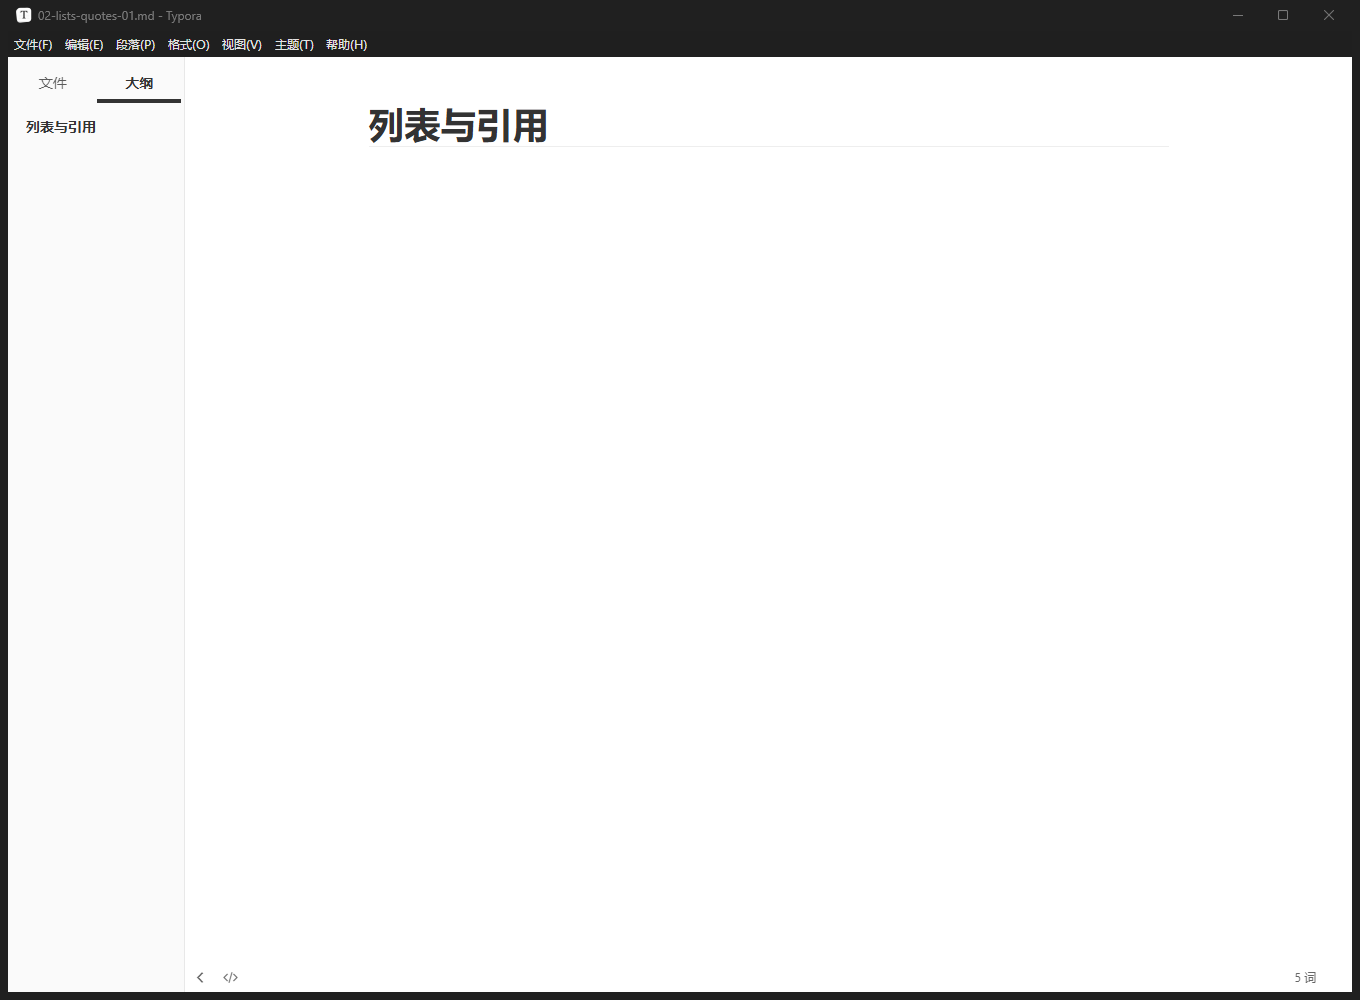 02-lists-quotes-01.md - Typora
文件(F) 编辑(E) 段落(P) 格式(O) 视图(V) 主题(T) 帮助(H)
文件 大纲
列表与引用
列表与引用
5 词